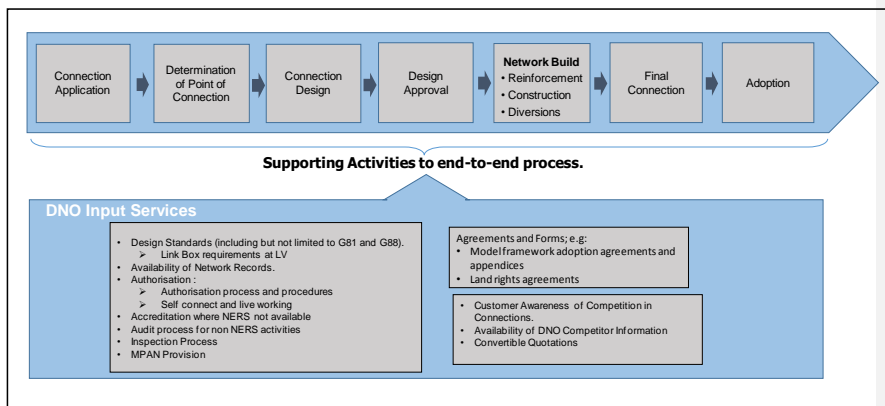 Connection
Application
Determination
of Point of
Connection
Connection
Design
Design
Approval
Network Build
• Reinforcement
• Construction
• Diversions
Final
Connection
Adoption
Supporting Activities to end-to-end process.
DNO Input Services
• Design Standards (including but not limited to G81 and G88).
➢ Link Box requirements at LV
• Availability of Network Records.
• Authorisation :
➢ Authorisation process and procedures
➢ Self connect and live working
• Accreditation where NERS not available
• Audit process for non NERS activities
• Inspection Process
• MPAN Provision
Agreements and Forms; e.g:
• Model framework adoption agreements and
appendices
• Land rights agreements
• Customer Awareness of Competition in
Connections.
• Availability of DNO Competitor Information
• Convertible Quotations